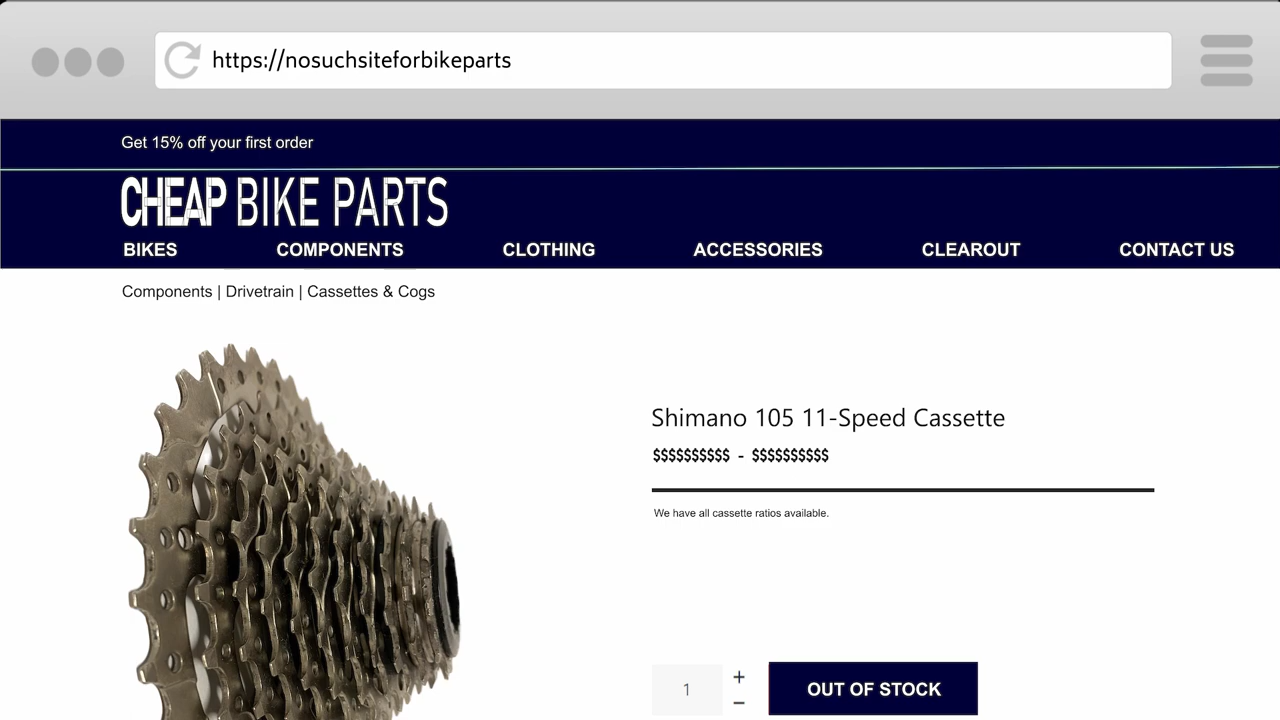 https://nosuchsiteforbikeparts
Get 15% off your first order
CHEAP BIKE PARTS
BIKES COMPONENTS CLOTHING ACCESSORIES CLEAROUT CONTACT US
Components | Drivetrain | Cassettes & Cogs
Shimano 105 11-Speed Cassette
$$$$$$$$$$ - $$$$$$$$$$
We have all cassette ratios available.
1 + −
OUT OF STOCK